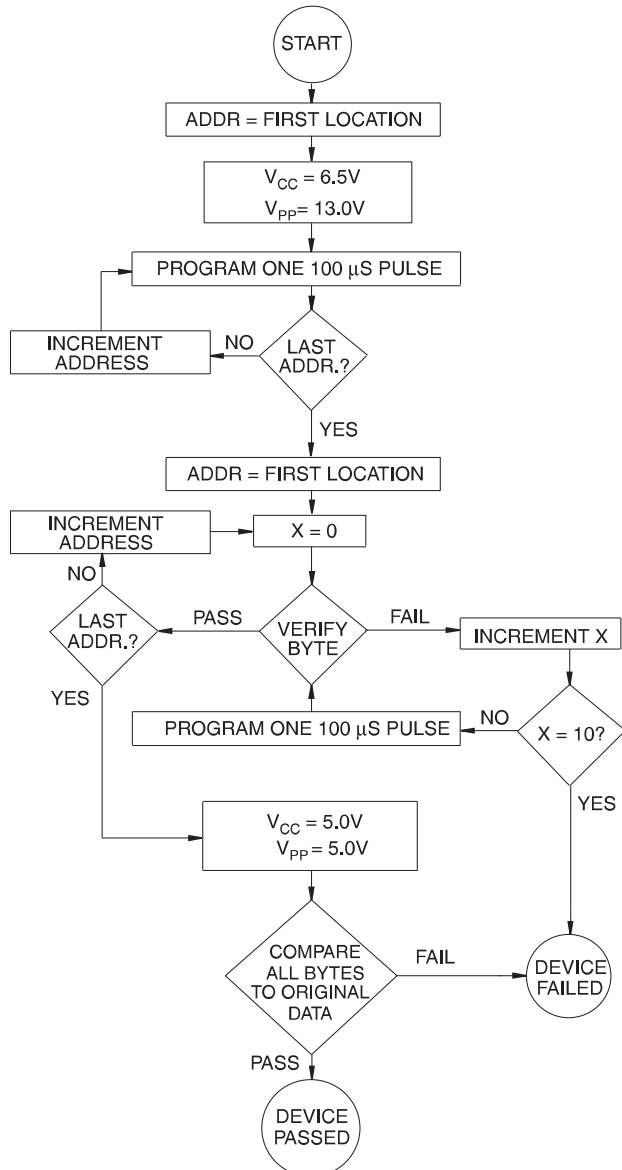 START
ADDR = FIRST LOCATION
VCC = 6.5V
VPP= 13.0V
PROGRAM ONE 100 μS PULSE
INCREMENT
ADDRESS
NO
LAST
ADDR.?
YES
ADDR = FIRST LOCATION
INCREMENT
ADDRESS
X = 0
NO
LAST
ADDR.?
PASS
VERIFY
BYTE
FAIL
INCREMENT X
YES
PROGRAM ONE 100 μS PULSE
NO
X = 10?
YES
VCC = 5.0V
VPP = 5.0V
COMPARE
ALL BYTES
TO ORIGINAL
DATA
FAIL
DEVICE
FAILED
PASS
DEVICE
PASSED